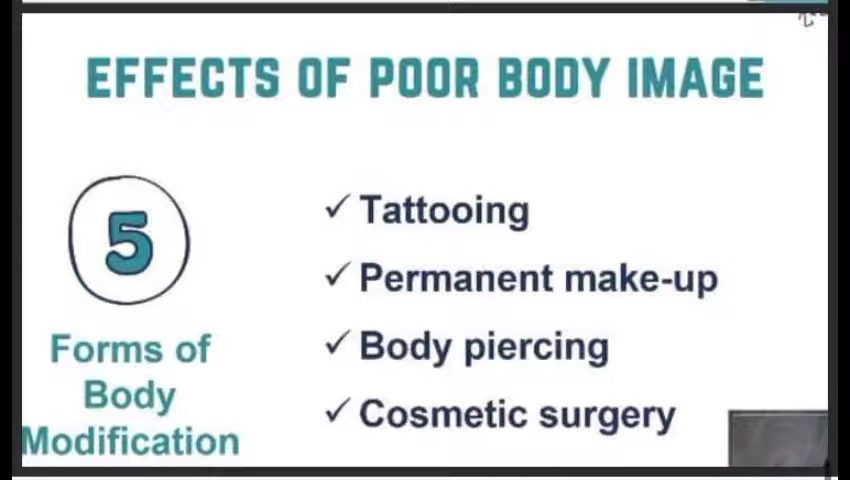 EFFECTS OF POOR BODY IMAGE
5
Forms of
Body
Modification
✓ Tattooing
✓ Permanent make-up
✓ Body piercing
✓ Cosmetic surgery